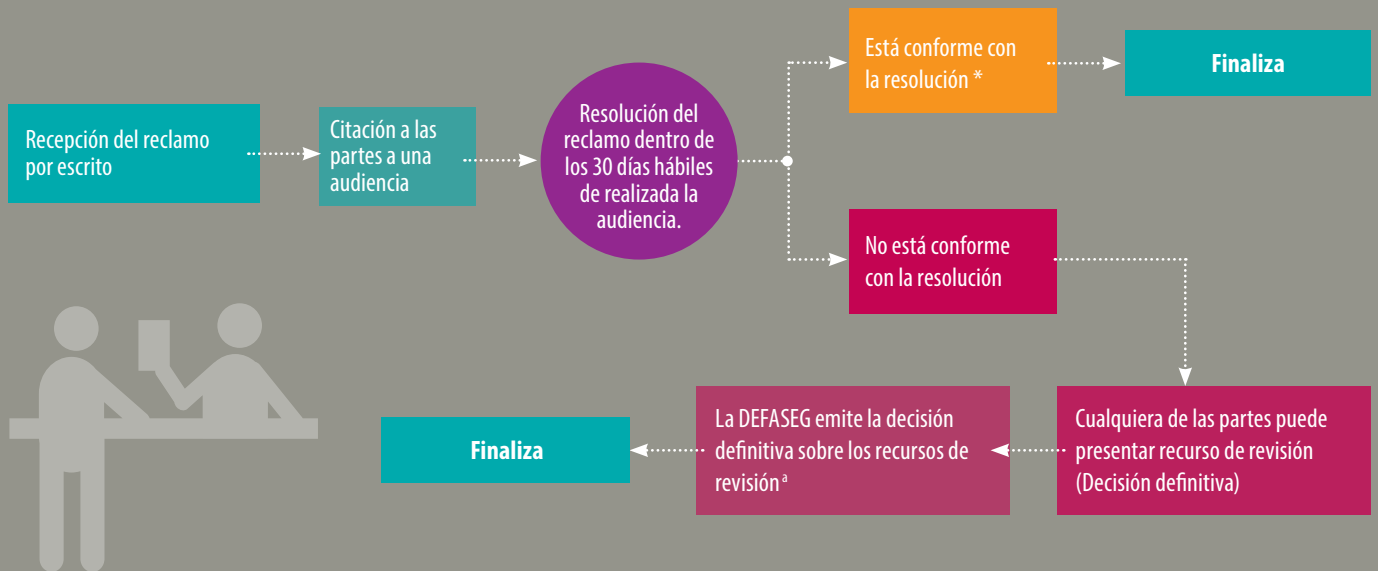 Recepción del reclamo
por escrito
Citación a las
partes a una
audiencia
Resolución del
reclamo dentro de
los 30 días hábiles
de realizada la
audiencia.
Está conforme con
la resolución *
Finaliza
No está conforme
con la resolución
Cualquiera de las partes puede
presentar recurso de revisión
(Decisión definitiva)
La DEFASEG emite la decisión
definitiva sobre los recursos de
revisión ª
Finaliza